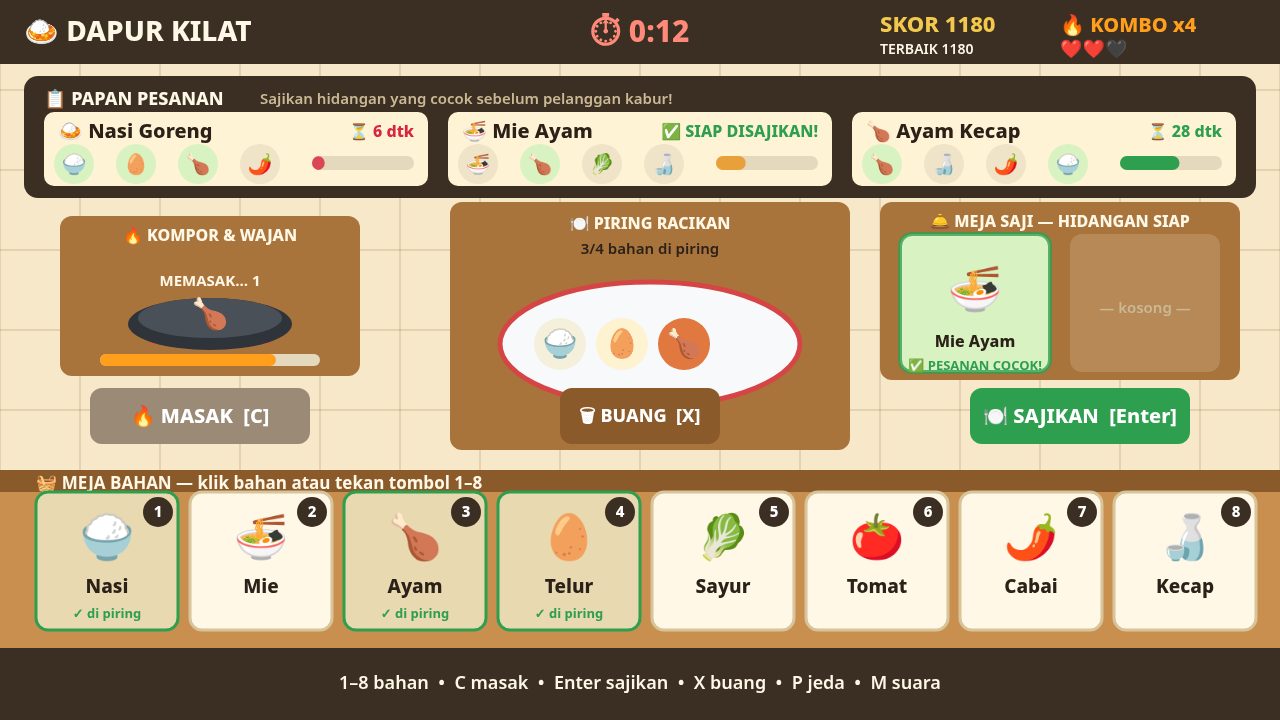 DAPUR KILAT
0:12
SKOR 1180
TERBAIK 1180
KOMBO x4
PAPAN PESANAN
Sajikan hidangan yang cocok sebelum pelanggan kabur!
Nasi Goreng
6 dtk
Mie Ayam
SIAP DISAJIKAN!
Ayam Kecap
28 dtk
KOMPOR & WAJAN
MEMASAK... 1
MASAK [C]
PIRING RACIKAN
3/4 bahan di piring
BUANG [X]
MEJA SAJI — HIDANGAN SIAP
Mie Ayam
PESANAN COCOK!
— kosong —
SAJIKAN [Enter]
MEJA BAHAN — klik bahan atau tekan tombol 1–8
1
Nasi
✓ di piring
2
Mie
3
Ayam
✓ di piring
4
Telur
✓ di piring
5
Sayur
6
Tomat
7
Cabai
8
Kecap
1–8 bahan • C masak • Enter sajikan • X buang • P jeda • M suara